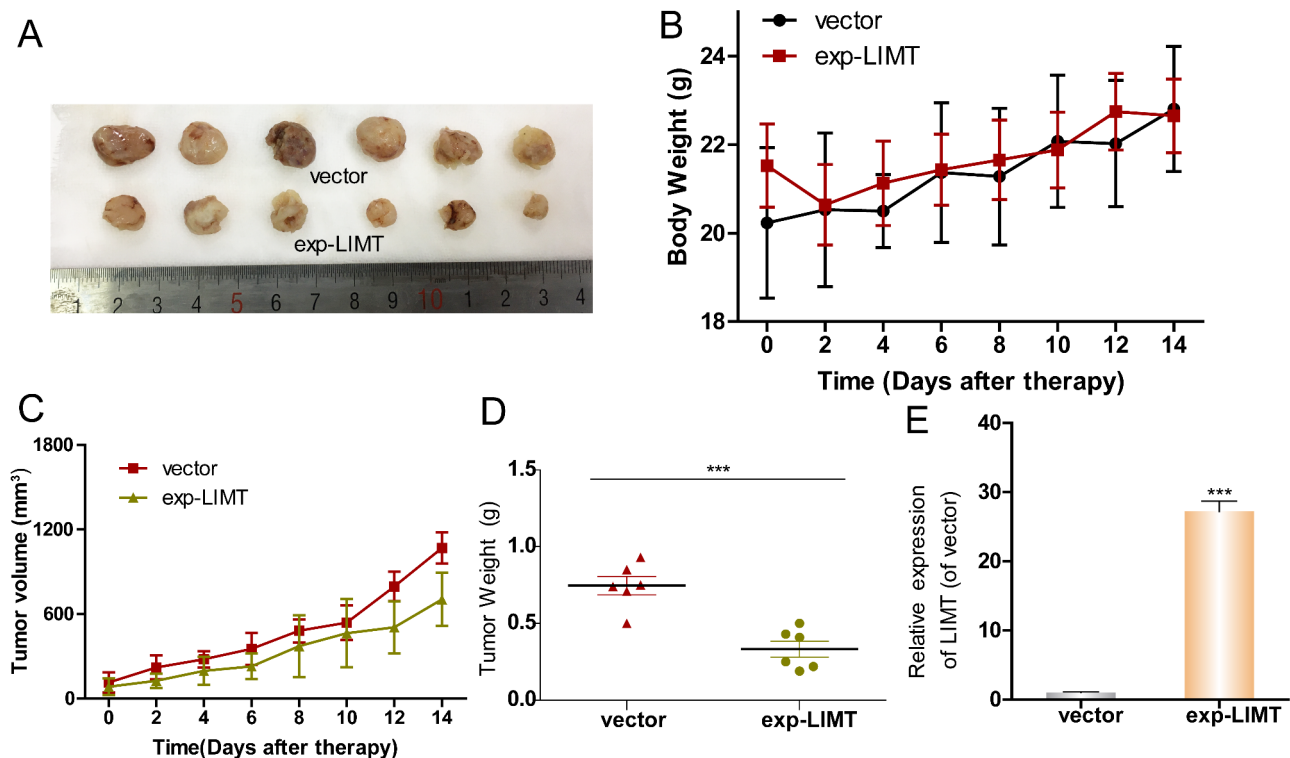 A
vector
exp-LIMT
1 2 3 4 5 6 7 8 9 10 1 2 3 4
B
vector
exp-LIMT
Body Weight (g)
24
22
20
18
0 2 4 6 8 10 12 14
Time (Days after therapy)
C
vector
exp-LIMT
Tumor volume (mm³)
1800
1200
600
0
0 2 4 6 8 10 12 14
Time(Days after therapy)
D
***
Tumor Weight (g)
1.5
1.0
0.5
0.0
vector exp-LIMT
E
***
Relative expression
of LIMT (of vector)
40
30
20
10
0
vector exp-LIMT